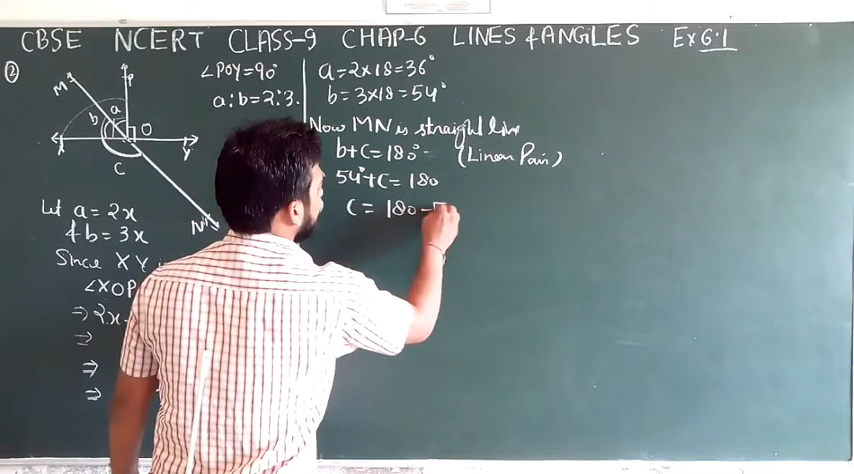 CBSE NCERT CLASS-9 CHAP-6 LINES & ANGLES Ex 6.1
②
M
P
a
b
O
X
Y
C
N
∠POY=90°
a:b=2:3.
Let a=2x
& b=3x
Since XY
∠XOP
⇒ 2x
⇒
⇒
⇒
a=2×18=36°
b=3×18=54°
Now MN is straight line
b+c=180° – (Linear Pair)
54°+c=180
c=180–5